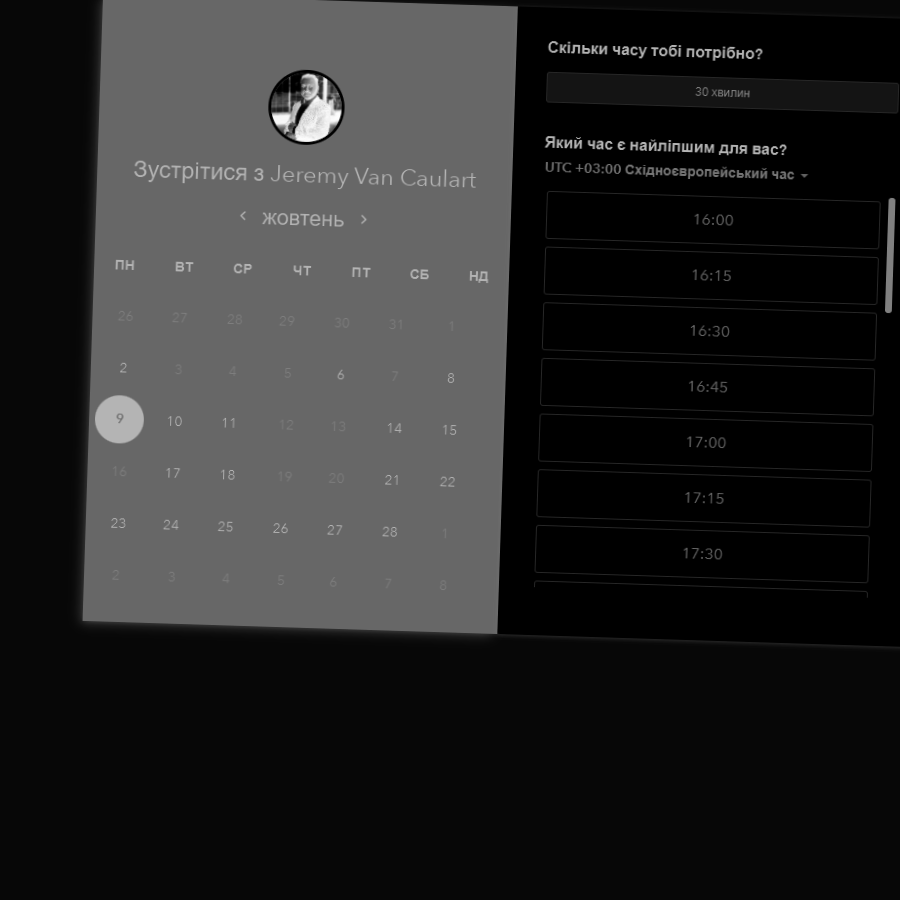 Зустрітися з Jeremy Van Caulart
жовтень
ПН ВТ СР ЧТ ПТ СБ НД
26 27 28 29 30 31 1
2 3 4 5 6 7 8
9 10 11 12 13 14 15
16 17 18 19 20 21 22
23 24 25 26 27 28 1
2 3 4 5 6 7 8
Скільки часу тобі потрібно?
30 хвилин
Який час є найліпшим для вас?
UTC +03:00 Східноєвропейський час
16:00
16:15
16:30
16:45
17:00
17:15
17:30